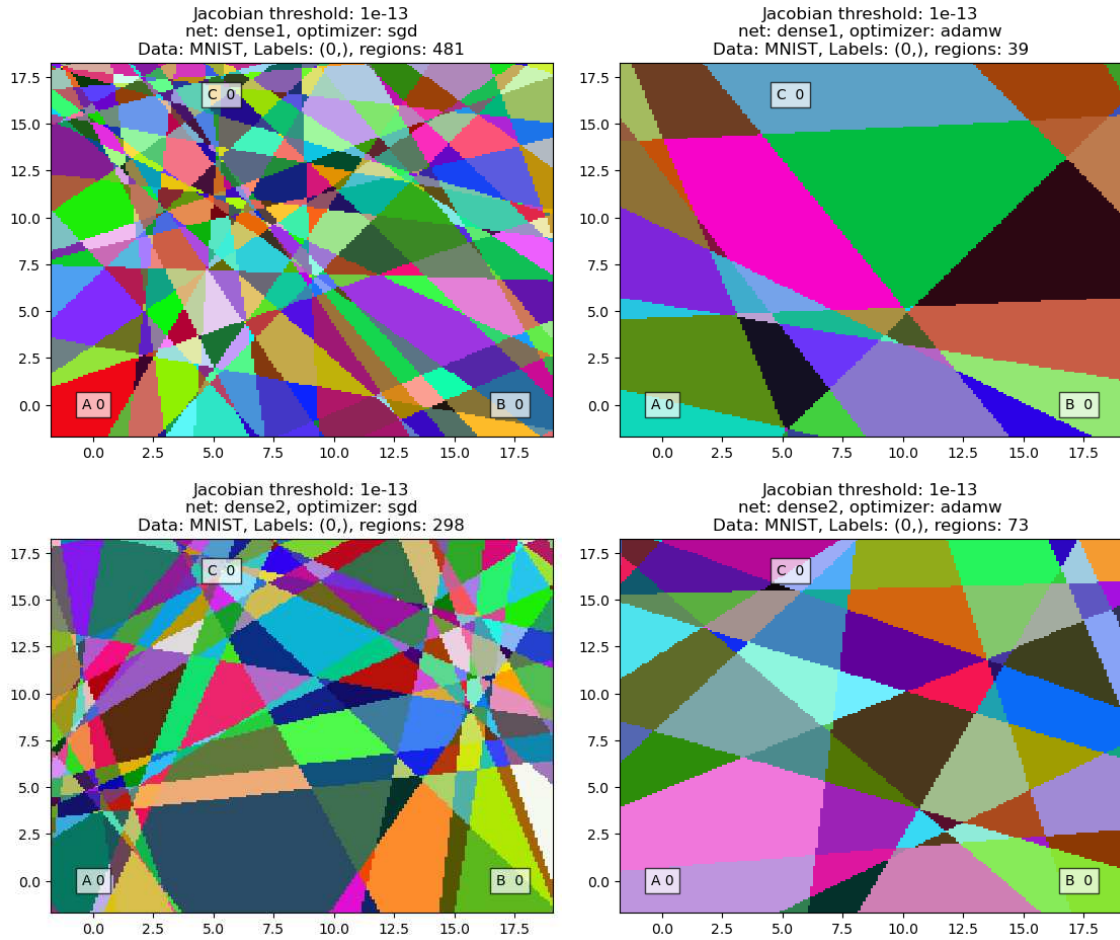 Jacobian threshold: 1e-13
net: dense1, optimizer: sgd
Data: MNIST, Labels: (0,), regions: 481
17.5
15.0
12.5
10.0
7.5
5.0
2.5
0.0
C 0
A 0
B 0
0.0 2.5 5.0 7.5 10.0 12.5 15.0 17.5
Jacobian threshold: 1e-13
net: dense1, optimizer: adamw
Data: MNIST, Labels: (0,), regions: 39
17.5
15.0
12.5
10.0
7.5
5.0
2.5
0.0
C 0
A 0
B 0
0.0 2.5 5.0 7.5 10.0 12.5 15.0 17.5
Jacobian threshold: 1e-13
net: dense2, optimizer: sgd
Data: MNIST, Labels: (0,), regions: 298
17.5
15.0
12.5
10.0
7.5
5.0
2.5
0.0
C 0
A 0
B 0
0.0 2.5 5.0 7.5 10.0 12.5 15.0 17.5
Jacobian threshold: 1e-13
net: dense2, optimizer: adamw
Data: MNIST, Labels: (0,), regions: 73
17.5
15.0
12.5
10.0
7.5
5.0
2.5
0.0
C 0
A 0
B 0
0.0 2.5 5.0 7.5 10.0 12.5 15.0 17.5